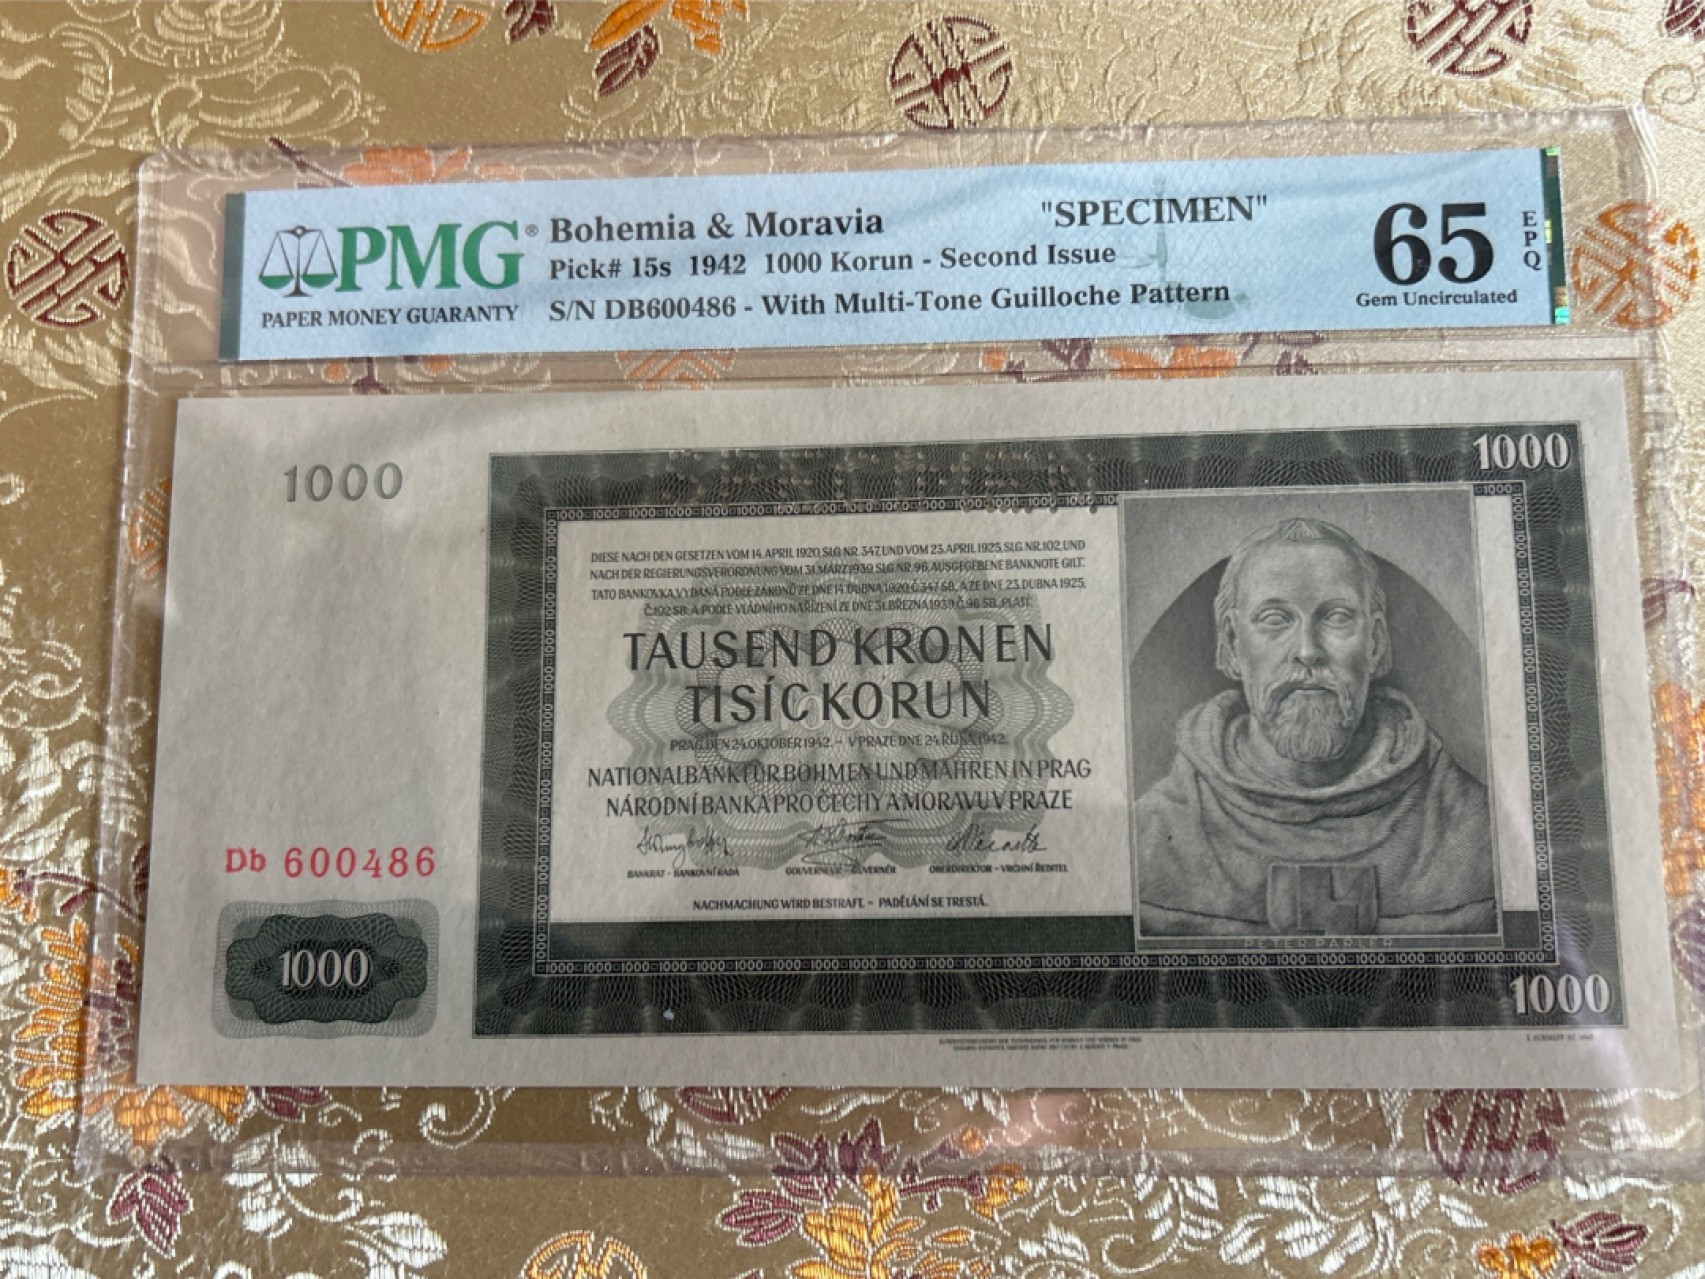 PMG®
PAPER MONEY GUARANTY
Bohemia & Moravia "SPECIMEN"
Pick# 15s 1942 1000 Korun - Second Issue
S/N DB600486 - With Multi-Tone Guilloche Pattern
65 EPQ
Gem Uncirculated
1000
1000
DIESE NACH DEN GESETZEN VOM 14. APRIL 1920, SLG. NR. 347, UND VOM 23. APRIL 1925, SLG. NR. 102, UND
NACH DER REGIERUNGSVERORDNUNG VOM 31. MÄRZ 1939, SLG. NR. 96, AUSGEGEBENE BANKNOTE GILT.
TATO BANKOVKA, VYDANÁ PODLE ZÁKONŮ ZE DNE 14. DUBNA 1920, Č. 347 SB. A ZE DNE 23. DUBNA 1925,
Č. 102 SB. A PODLE VLÁDNÍHO NAŘÍZENÍ ZE DNE 31. BŘEZNA 1939, Č. 96 SB., PLATÍ.
TAUSEND KRONEN
TISÍC KORUN
PRAG, DEN 24. OKTOBER 1942. – V PRAZE DNE 24. ŘÍJNA 1942.
NATIONALBANK FÜR BÖHMEN UND MÄHREN IN PRAG
NÁRODNÍ BANKA PRO ČECHY A MORAVU V PRAZE
BANKRAT – BANKOVNÍ RADA GOUVERNEUR – GUVERNÉR OBERDIREKTOR – VRCHNÍ ŘEDITEL
NACHMACHUNG WIRD BESTRAFT. – PADĚLÁNÍ SE TRESTÁ.
Db 600486
1000
PETER PARLER
1000